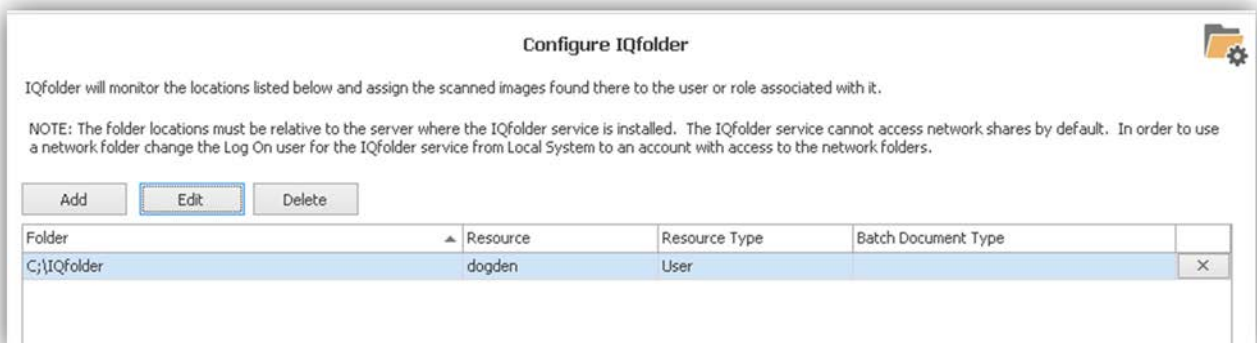 Configure IQfolder
IQfolder will monitor the locations listed below and assign the scanned images found there to the user or role associated with it.
NOTE: The folder locations must be relative to the server where the IQfolder service is installed.  The IQfolder service cannot access network shares by default.  In order to use
a network folder change the Log On user for the IQfolder service from Local System to an account with access to the network folders.
Add Edit Delete
Folder Resource Resource Type Batch Document Type
C;\IQfolder dogden User